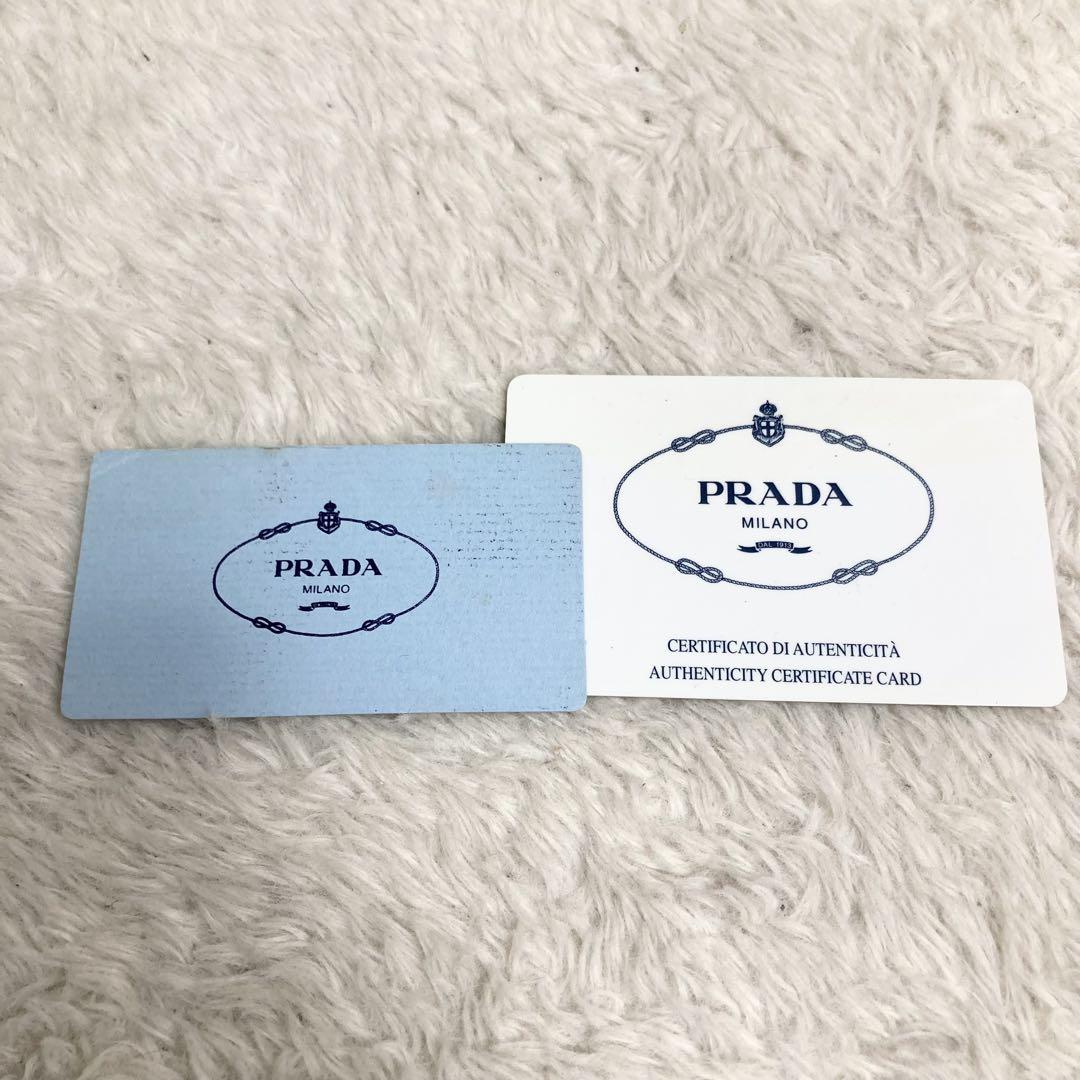 PRADA
MILANO
PRADA
MILANO
DAL 1913
CERTIFICATO DI AUTENTICITÀ
AUTHENTICITY CERTIFICATE CARD